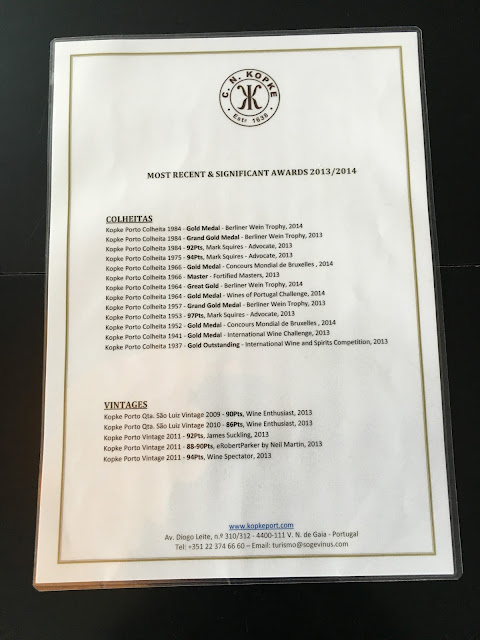 C. N. KOPKE
Estr 1638
MOST RECENT & SIGNIFICANT AWARDS 2013/2014
COLHEITAS
Kopke Porto Colheita 1984 - Gold Medal - Berliner Wein Trophy, 2014
Kopke Porto Colheita 1984 - Grand Gold Medal - Berliner Wein Trophy, 2013
Kopke Porto Colheita 1984 - 92Pts, Mark Squires - Advocate, 2013
Kopke Porto Colheita 1975 - 94Pts, Mark Squires - Advocate, 2013
Kopke Porto Colheita 1966 - Gold Medal - Concours Mondial de Bruxelles , 2014
Kopke Porto Colheita 1966 - Master - Fortified Masters, 2013
Kopke Porto Colheita 1964 - Great Gold - Berliner Wein Trophy, 2014
Kopke Porto Colheita 1964 - Gold Medal - Wines of Portugal Challenge, 2014
Kopke Porto Colheita 1957 - Grand Gold Medal - Berliner Wein Trophy, 2013
Kopke Porto Colheita 1953 - 97Pts, Mark Squires - Advocate, 2013
Kopke Porto Colheita 1952 - Gold Medal - Concours Mondial de Bruxelles , 2014
Kopke Porto Colheita 1941 - Gold Medal - International Wine Challenge, 2013
Kopke Porto Colheita 1937 - Gold Outstanding - International Wine and Spirits Competition, 2013
VINTAGES
Kopke Porto Qta. São Luiz Vintage 2009 - 90Pts, Wine Enthusiast, 2013
Kopke Porto Qta. São Luiz Vintage 2010 - 86Pts, Wine Enthusiast, 2013
Kopke Porto Vintage 2011 - 92Pts, James Suckling, 2013
Kopke Porto Vintage 2011 - 88-90Pts, eRobertParker by Neil Martin, 2013
Kopke Porto Vintage 2011 - 94Pts, Wine Spectator, 2013
www.kopkeport.com
Av. Diogo Leite, n.º 310/312 - 4400-111 V. N. de Gaia - Portugal
Tel: +351 22 374 66 60 – Email: turismo@sogevinus.com